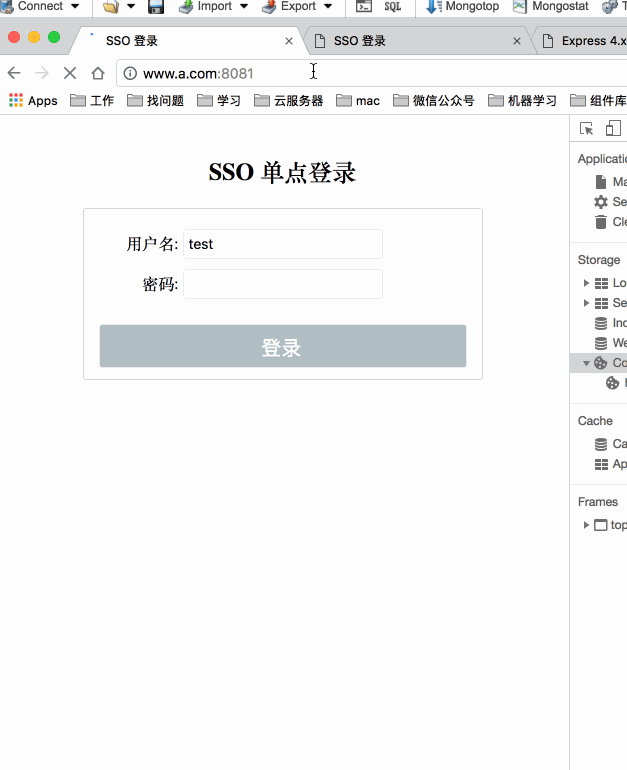 Connect Import Export SQL Mongotop Mongostat
SSO 登录 SSO 登录 Express 4.x
www.a.com:8081
Apps 工作 找问题 学习 云服务器 mac 微信公众号 机器学习 组件库
SSO 单点登录
用户名: test
密码:
登录
Applicatio
Ma
Se
Cle
Storage
Lo
Se
Ind
We
Co
Cache
Ca
Ap
Frames
top